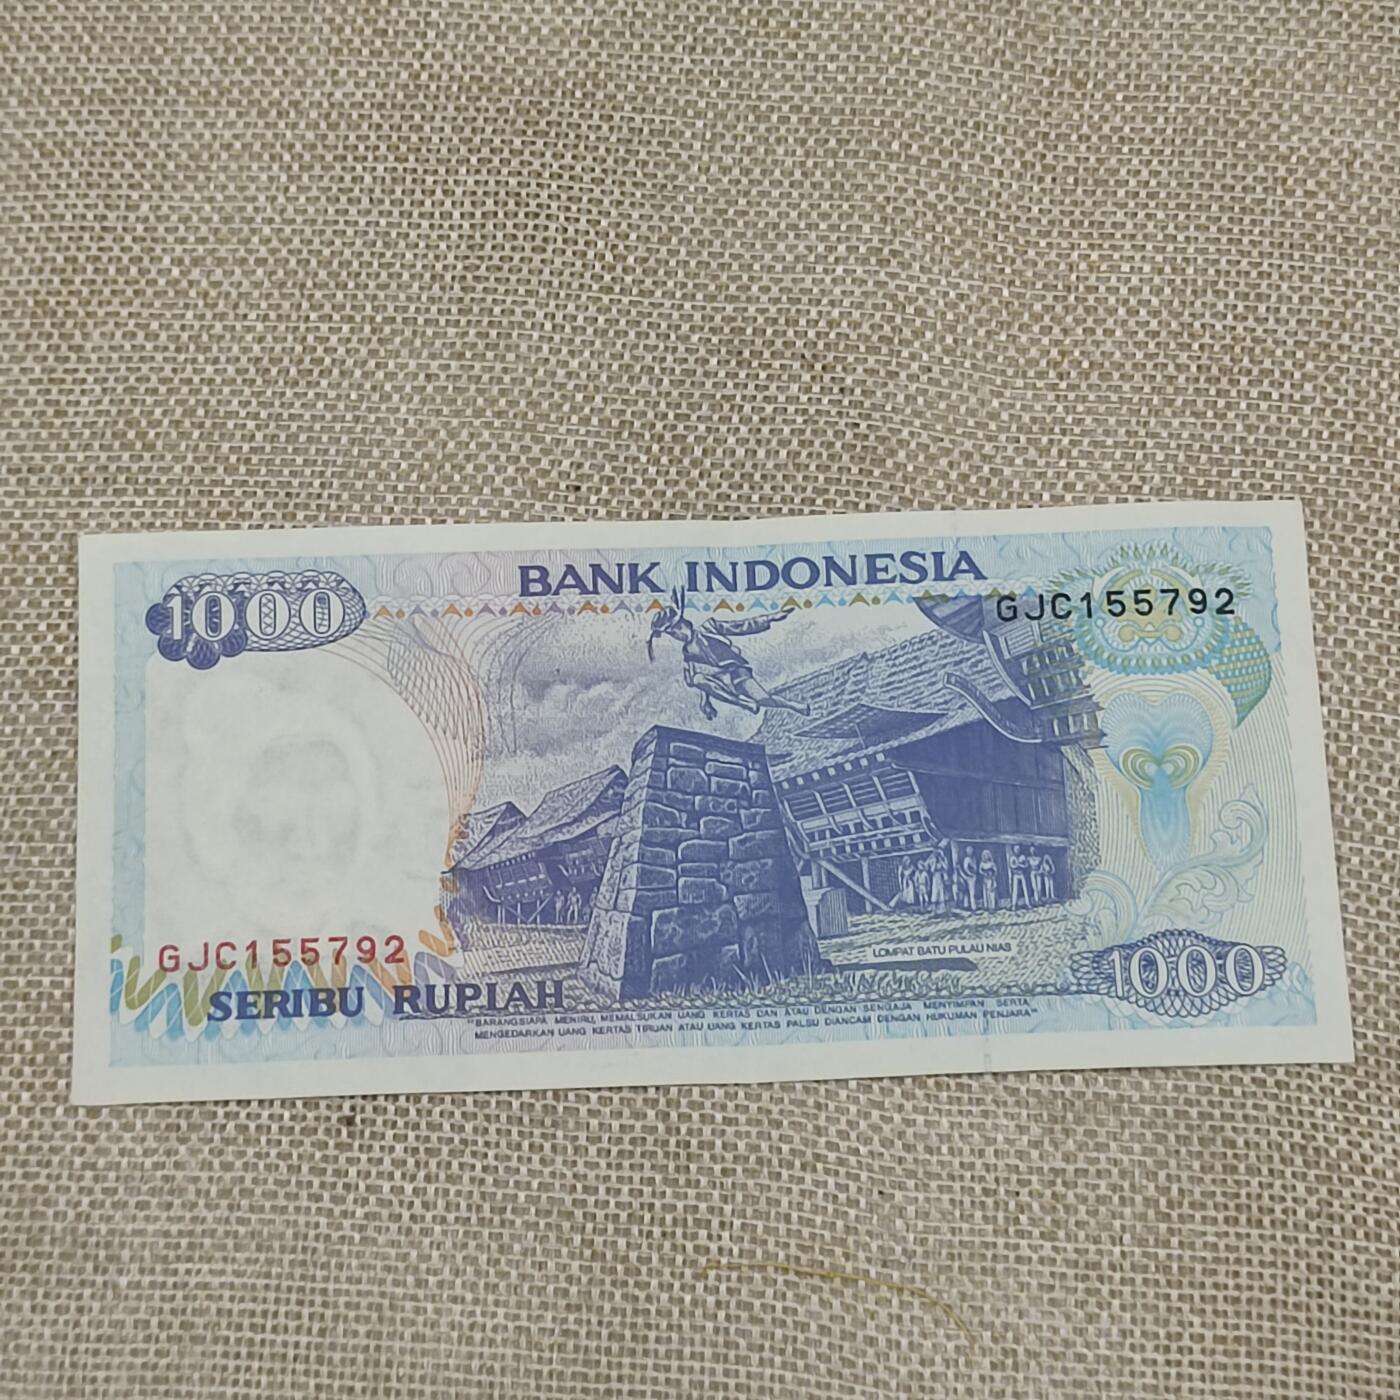 BANK INDONESIA
1000
GJC155792
GJC155792
LOMPAT BATU PULAU NIAS
1000
SERIBU RUPIAH
"BARANGSIAPA MENIRU, MEMALSUKAN UANG KERTAS DAN ATAU DENGAN SENGAJA MENYIMPAN SERTA
MENGEDARKAN UANG KERTAS TIRUAN ATAU UANG KERTAS PALSU DIANCAM DENGAN HUKUMAN PENJARA"